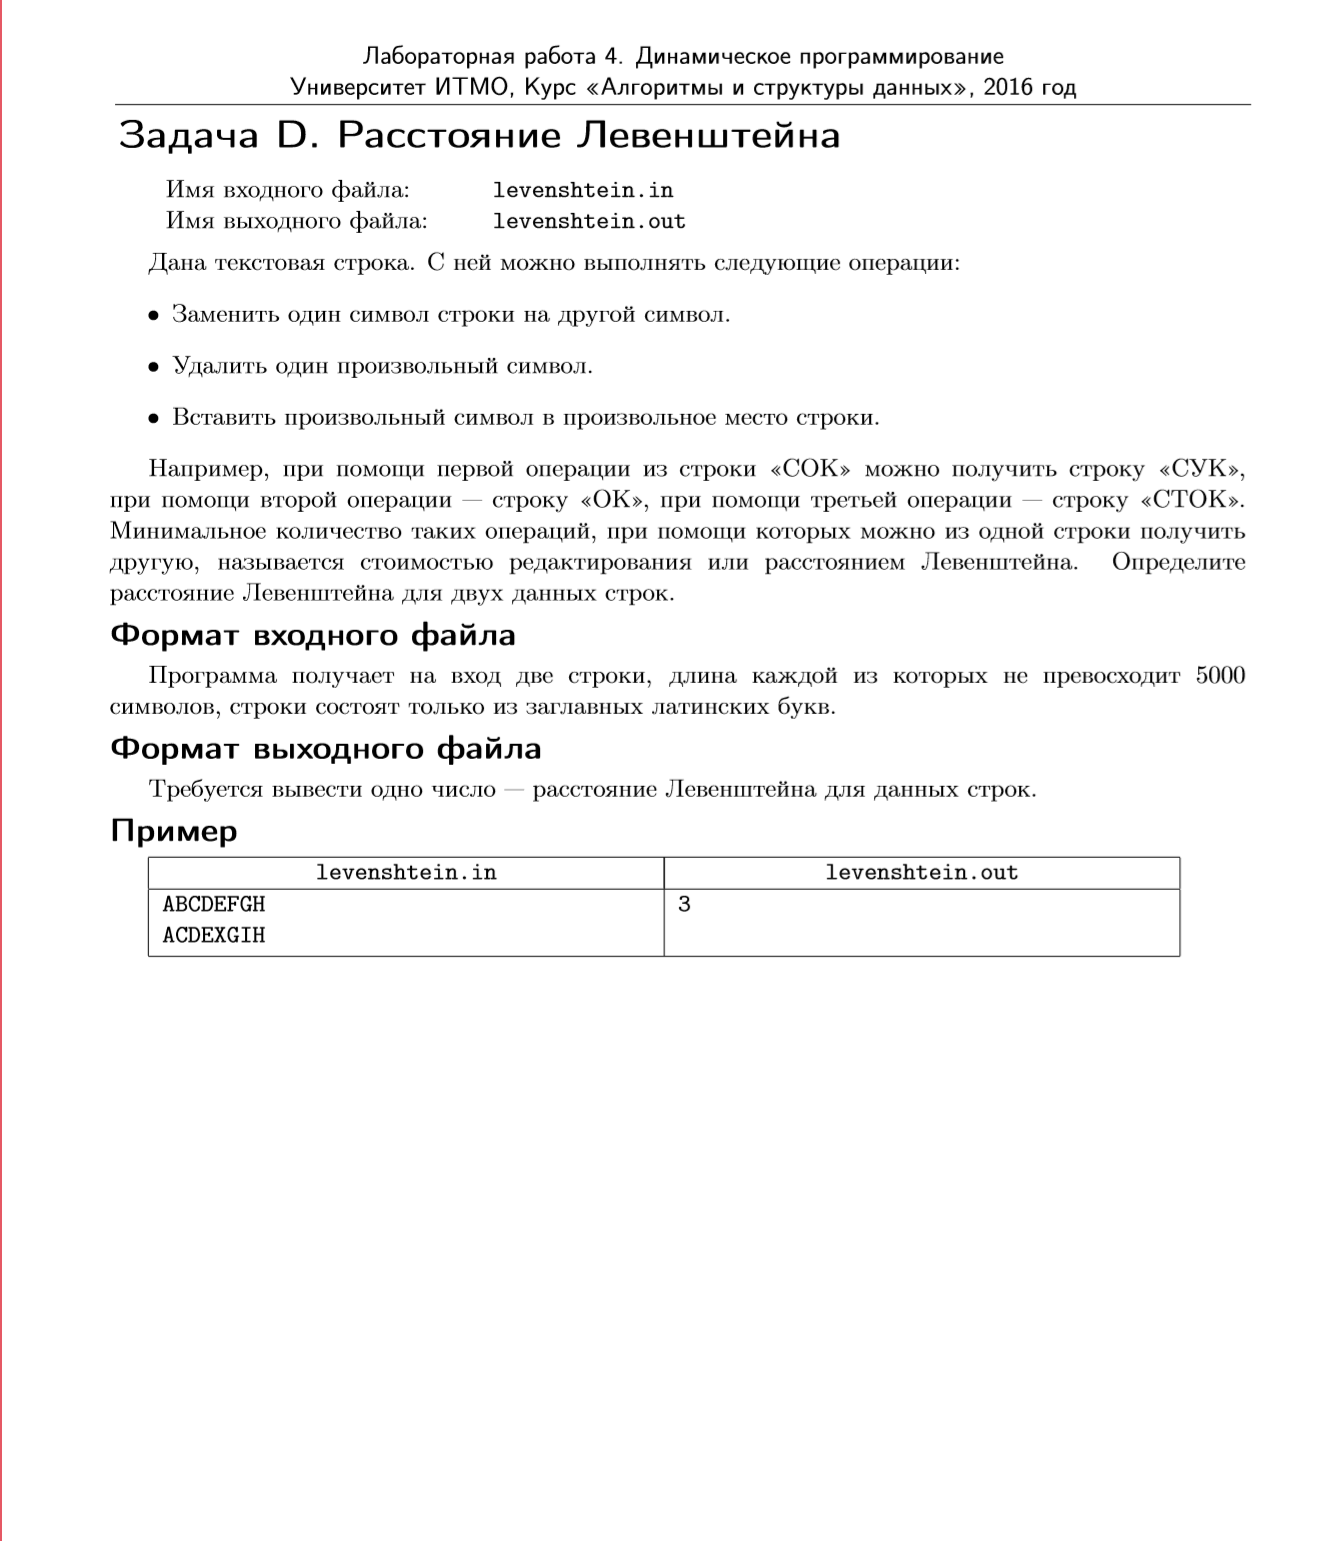 Лабораторная работа 4. Динамическое программирование
Университет ИТМО, Курс «Алгоритмы и структуры данных», 2016 год
Задача D. Расстояние Левенштейна
Имя входного файла: levenshtein.in
Имя выходного файла: levenshtein.out
Дана текстовая строка. С ней можно выполнять следующие операции:
• Заменить один символ строки на другой символ.
• Удалить один произвольный символ.
• Вставить произвольный символ в произвольное место строки.
Например, при помощи первой операции из строки «СОК» можно получить строку «СУК»,
при помощи второй операции — строку «ОК», при помощи третьей операции — строку «СТОК».
Минимальное количество таких операций, при помощи которых можно из одной строки получить
другую, называется стоимостью редактирования или расстоянием Левенштейна. Определите
расстояние Левенштейна для двух данных строк.
Формат входного файла
Программа получает на вход две строки, длина каждой из которых не превосходит 5000
символов, строки состоят только из заглавных латинских букв.
Формат выходного файла
Требуется вывести одно число — расстояние Левенштейна для данных строк.
Пример
levenshtein.in levenshtein.out
ABCDEFGH 3
ACDEXGIH